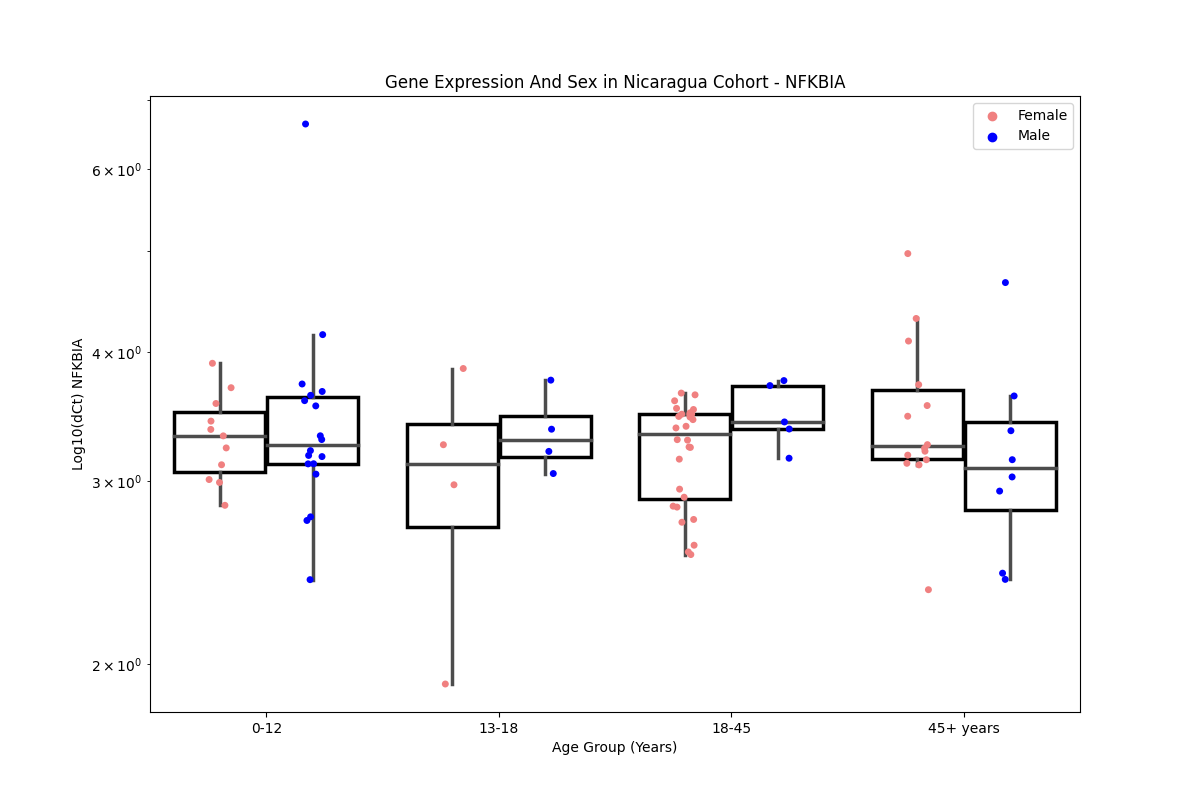 Gene Expression And Sex in Nicaragua Cohort - NFKBIA
Female
Male
Log10(dCt) NFKBIA
6 × 10⁰
4 × 10⁰
3 × 10⁰
2 × 10⁰
0-12
13-18
18-45
45+ years
Age Group (Years)